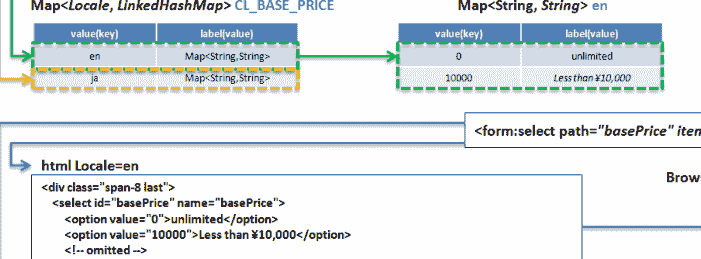 Map<Locale, LinkedHashMap> CL_BASE_PRICE
value(key) label(value)
en Map<String,String>
ja Map<String,String>
Map<String, String> en
value(key) label(value)
0 unlimited
10000 Less than ¥10,000
<form:select path="basePrice" item
html Locale=en
<div class="span-8 last">
<select id="basePrice" name="basePrice">
<option value="0">unlimited</option>
<option value="10000">Less than ¥10,000</option>
<!-- omitted -->
Brows